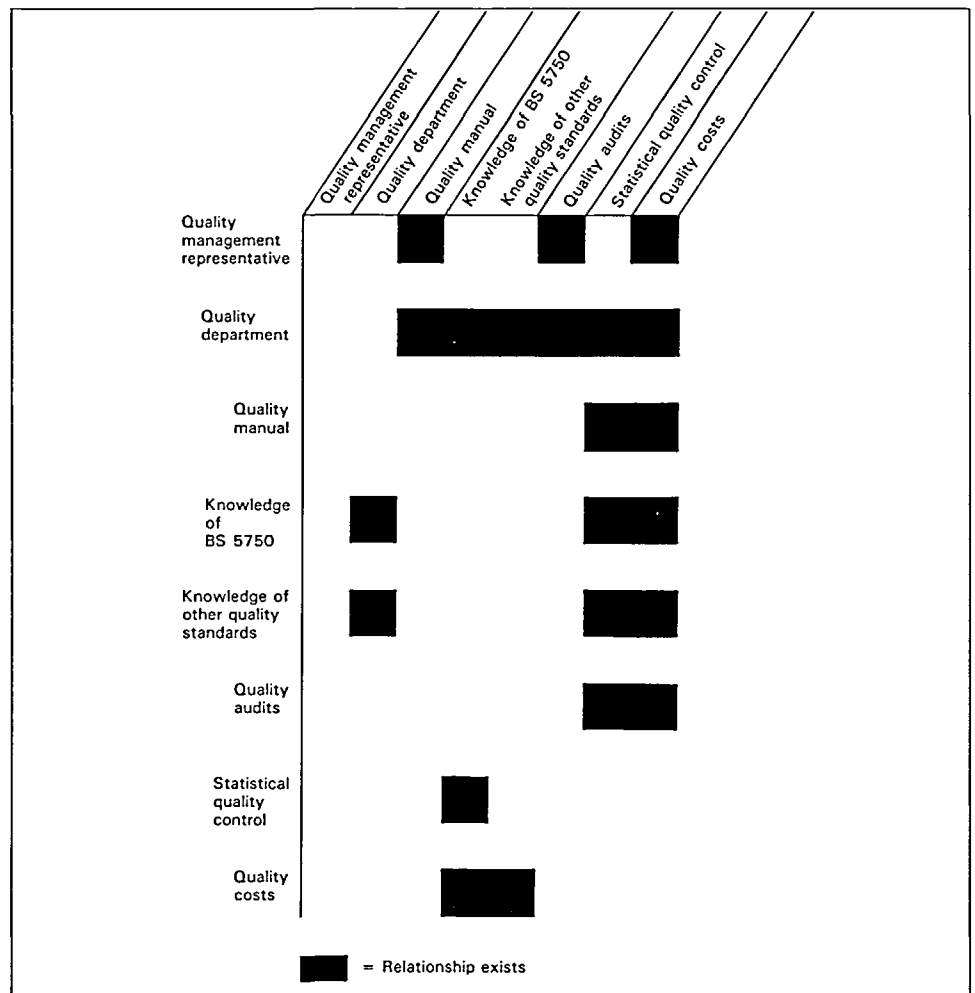 Quality management
representative
Quality department
Quality manual
Knowledge of BS 5750
Knowledge of other
quality standards
Quality audits
Statistical quality control
Quality costs
Quality
management
representative
Quality
department
Quality
manual
Knowledge
of
BS 5750
Knowledge of
other quality
standards
Quality
audits
Statistical
quality
control
Quality
costs
= Relationship exists